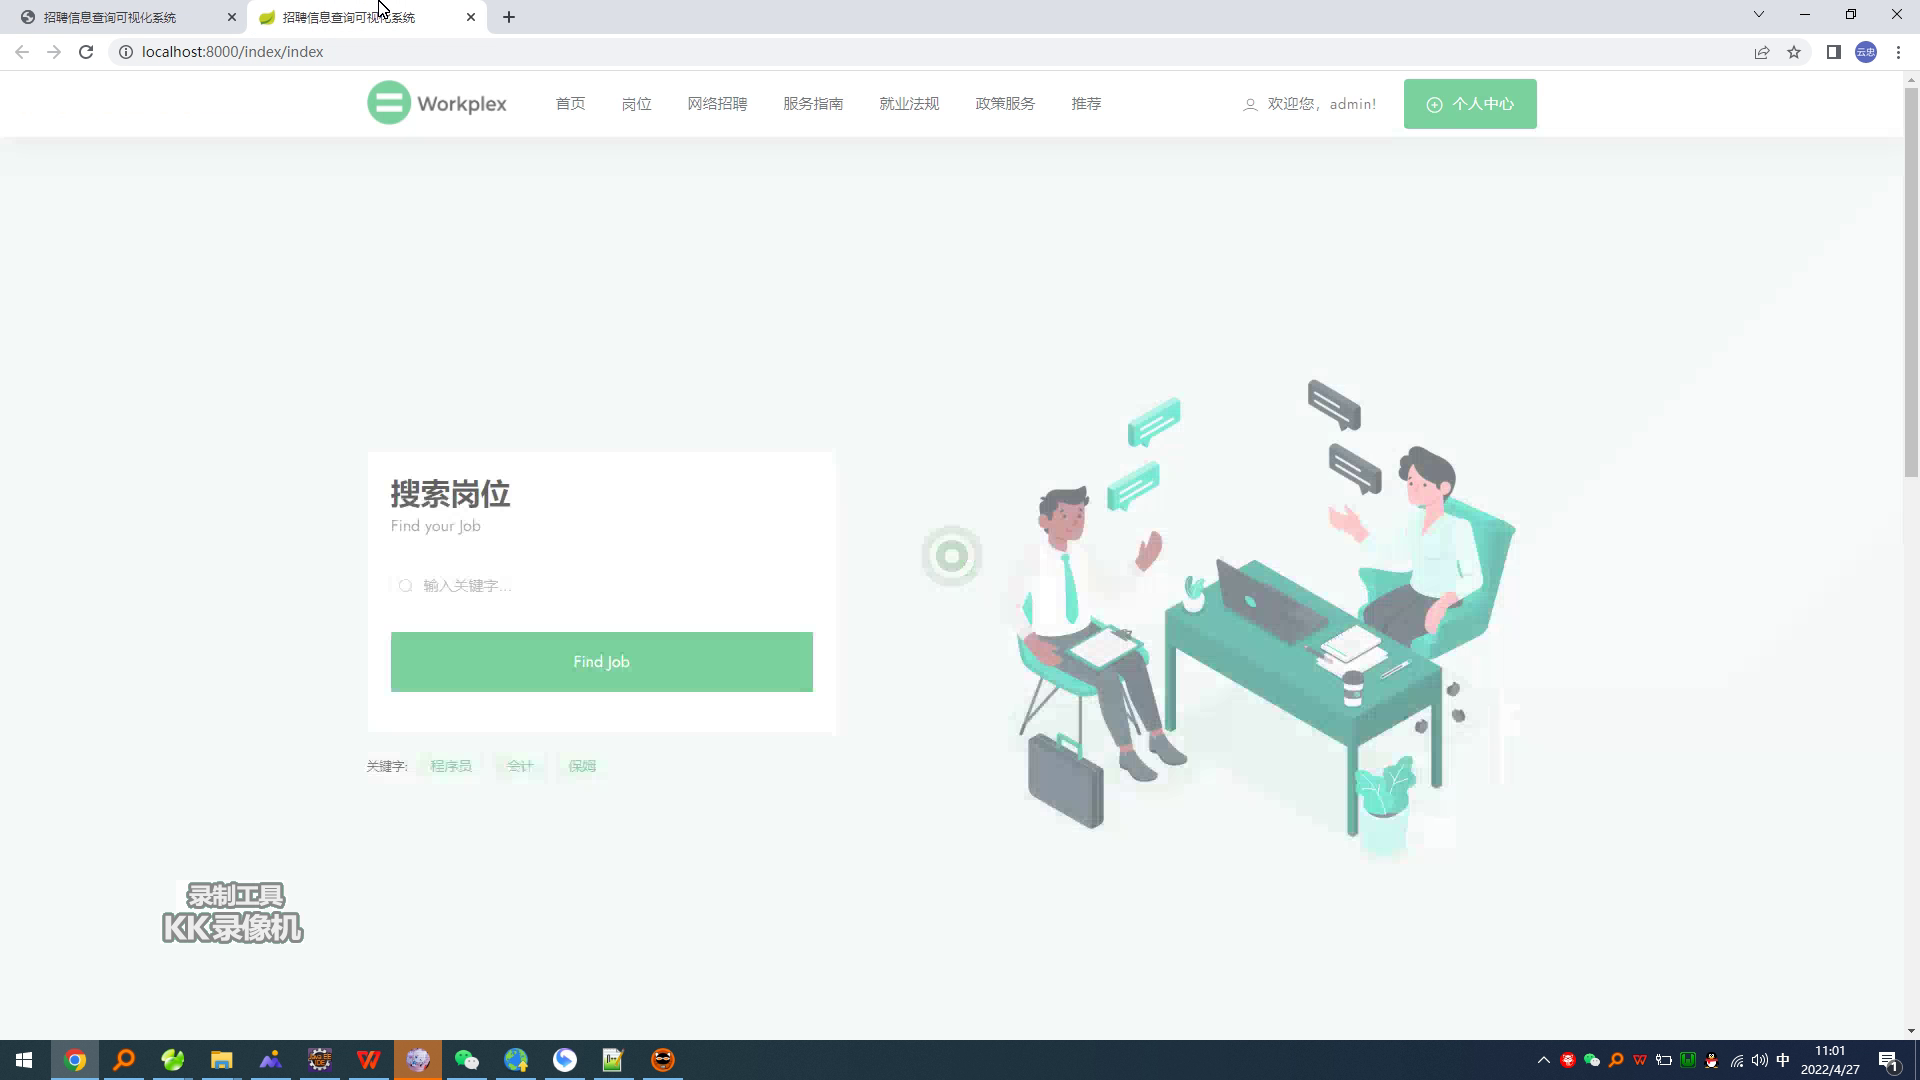 招聘信息查询可视化系统
招聘信息查询可视化系统
localhost:8000/index/index
云忠
Workplex
首页 岗位 网络招聘 服务指南 就业法规 政策服务 推荐
欢迎您，admin!
个人中心
搜索岗位
Find your Job
输入关键字...
Find Job
关键字: 程序员 会计 保姆
录制工具
KK录像机
中
11:01
2022/4/27
1